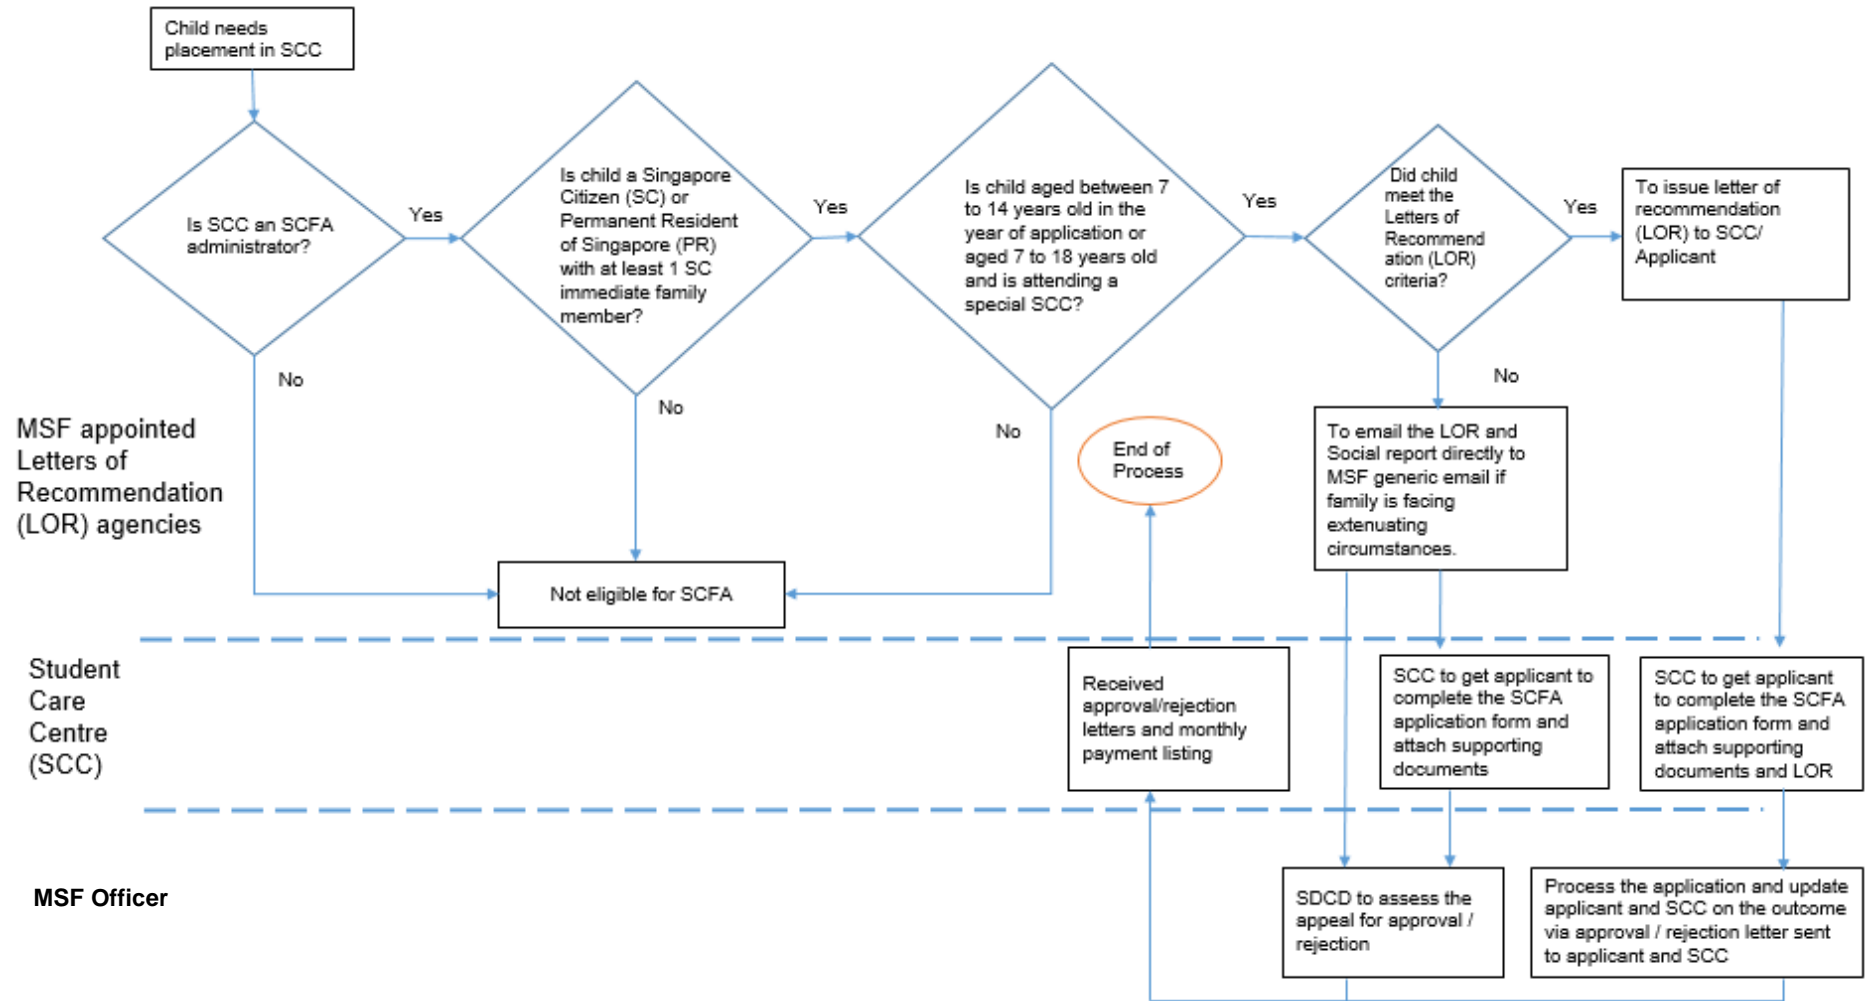 Child needs
placement in SCC
Is SCC an SCFA
administrator?
Yes
No
Is child a Singapore
Citizen (SC) or
Permanent Resident
of Singapore (PR)
with at least 1 SC
immediate family
member?
Yes
No
Is child aged between 7
to 14 years old in the
year of application or
aged 7 to 18 years old
and is attending a
special SCC?
Yes
No
Did child
meet the
Letters of
Recommend
ation (LOR)
criteria?
Yes
No
To issue letter of
recommendation
(LOR) to SCC/
Applicant
MSF appointed
Letters of
Recommendation
(LOR) agencies
End of
Process
To email the LOR and
Social report directly to
MSF generic email if
family is facing
extenuating
circumstances.
Not eligible for SCFA
Student
Care
Centre
(SCC)
Received
approval/rejection
letters and monthly
payment listing
SCC to get applicant to
complete the SCFA
application form and
attach supporting
documents
SCC to get applicant
to complete the SCFA
application form and
attach supporting
documents and LOR
MSF Officer
SDCD to assess the
appeal for approval /
rejection
Process the application and update
applicant and SCC on the outcome
via approval / rejection letter sent
to applicant and SCC